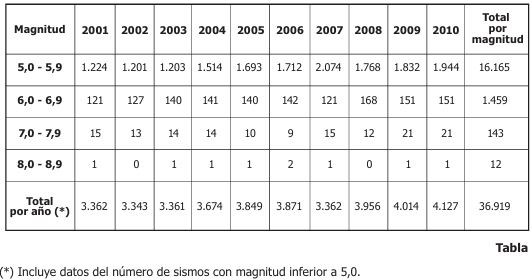 Magnitud 2001 2002 2003 2004 2005 2006 2007 2008 2009 2010 Total por magnitud
5,0 - 5,9 1.224 1.201 1.203 1.514 1.693 1.712 2.074 1.768 1.832 1.944 16.165
6,0 - 6,9 121 127 140 141 140 142 121 168 151 151 1.459
7,0 - 7,9 15 13 14 14 10 9 15 12 21 21 143
8,0 - 8,9 1 0 1 1 1 2 1 0 1 1 12
Total por año (*) 3.362 3.343 3.361 3.674 3.849 3.871 3.362 3.956 4.014 4.127 36.919
Tabla
(*) Incluye datos del número de sismos con magnitud inferior a 5,0.